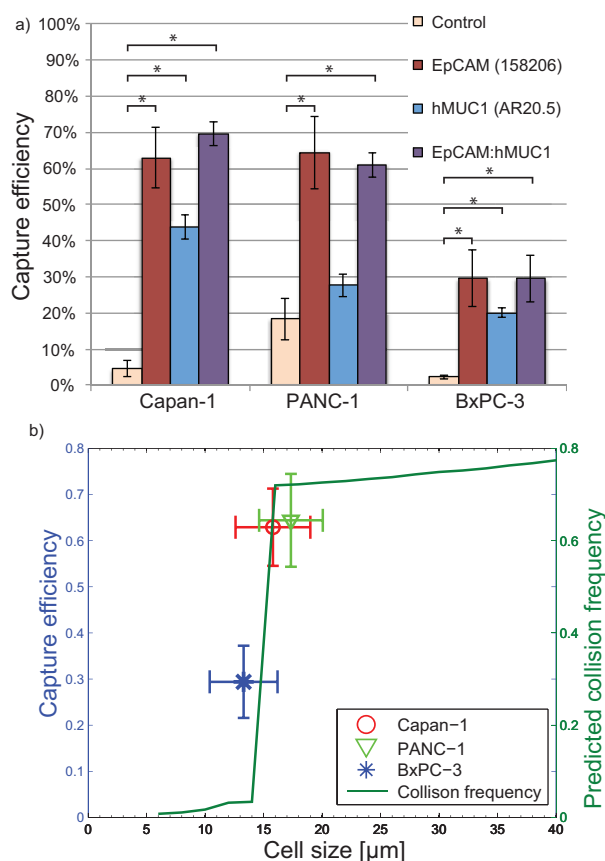 a)
100%
90%
80%
70%
60%
50%
40%
30%
20%
10%
0%
Capture efficiency
Control
EpCAM (158206)
hMUC1 (AR20.5)
EpCAM:hMUC1
* * *
* *
* * *
Capan-1 PANC-1 BxPC-3
b)
0.8
0.7
0.6
0.5
0.4
0.3
0.2
0.1
0
Capture efficiency
0.8
0.6
0.4
0.2
0.0
Predicted collision frequency
Capan−1
PANC−1
BxPC−3
Collison frequency
0 5 10 15 20 25 30 35 40
Cell size [µm]